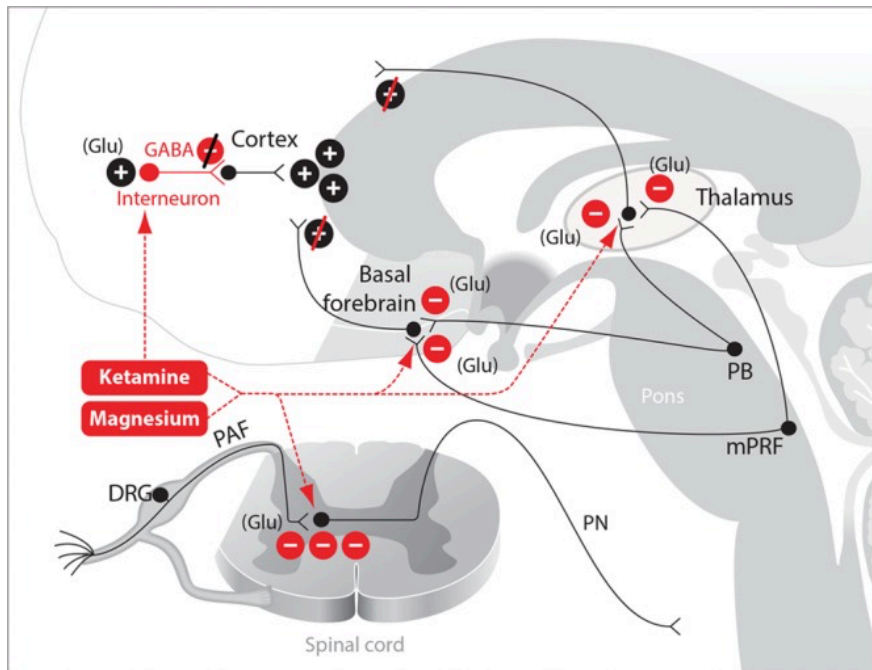 (Glu)
GABA
Cortex
Interneuron
(Glu)
Thalamus
(Glu)
Basal
forebrain
(Glu)
(Glu)
PB
Ketamine
Magnesium
Pons
mPRF
PAF
DRG
(Glu)
PN
Spinal cord